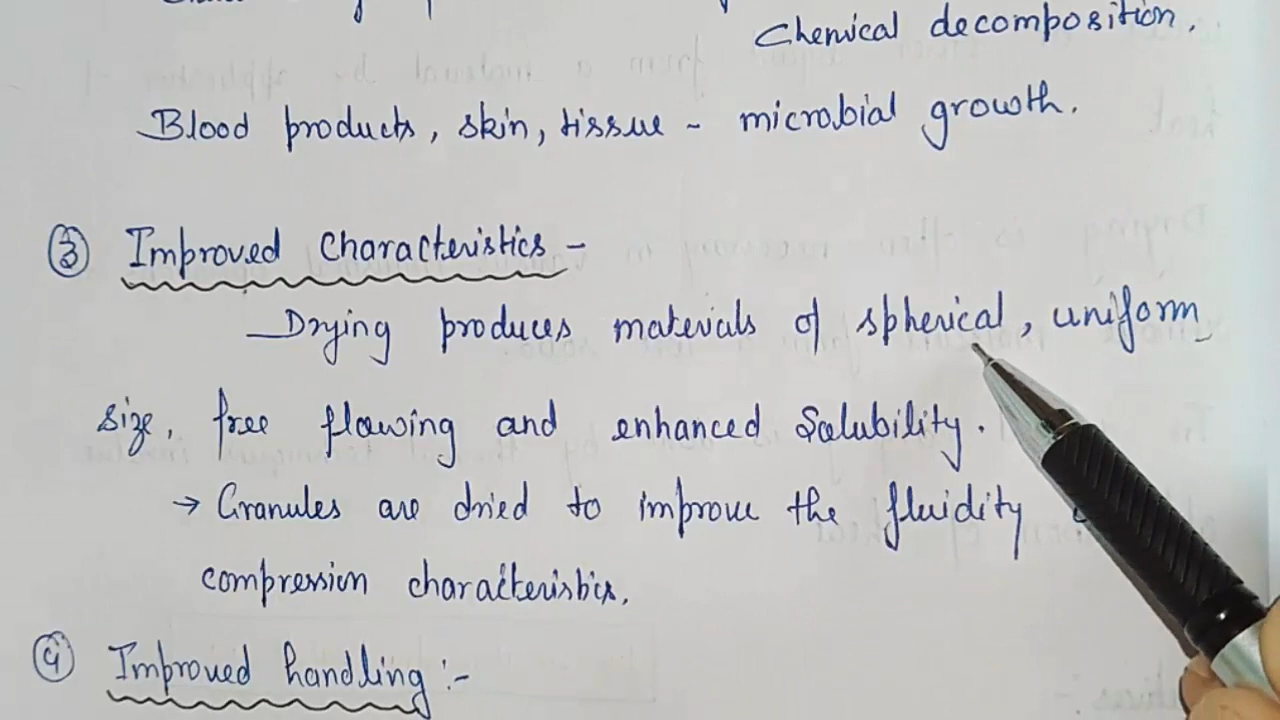 Chemical decomposition.
Blood products, skin, tissue - microbial growth.
③ Improved characteristics -
Drying produces materials of spherical, uniform
size, free flowing and enhanced Solubility.
→ Granules are dried to improve the fluidity
compression characteristics.
④ Improved handling :-